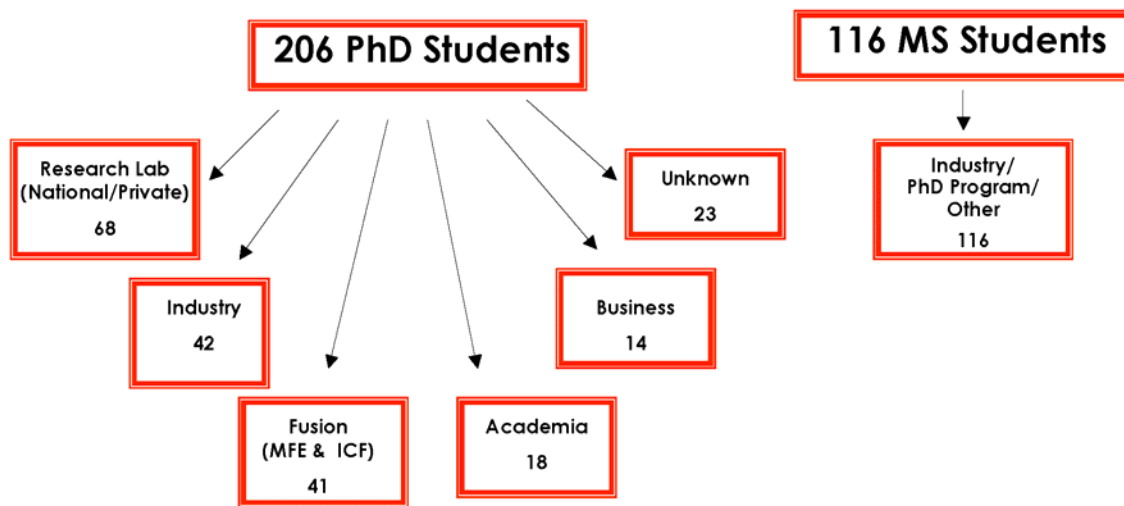 206 PhD Students
116 MS Students
Research Lab
(National/Private)
68
Industry
42
Fusion
(MFE & ICF)
41
Academia
18
Business
14
Unknown
23
Industry/
PhD Program/
Other
116